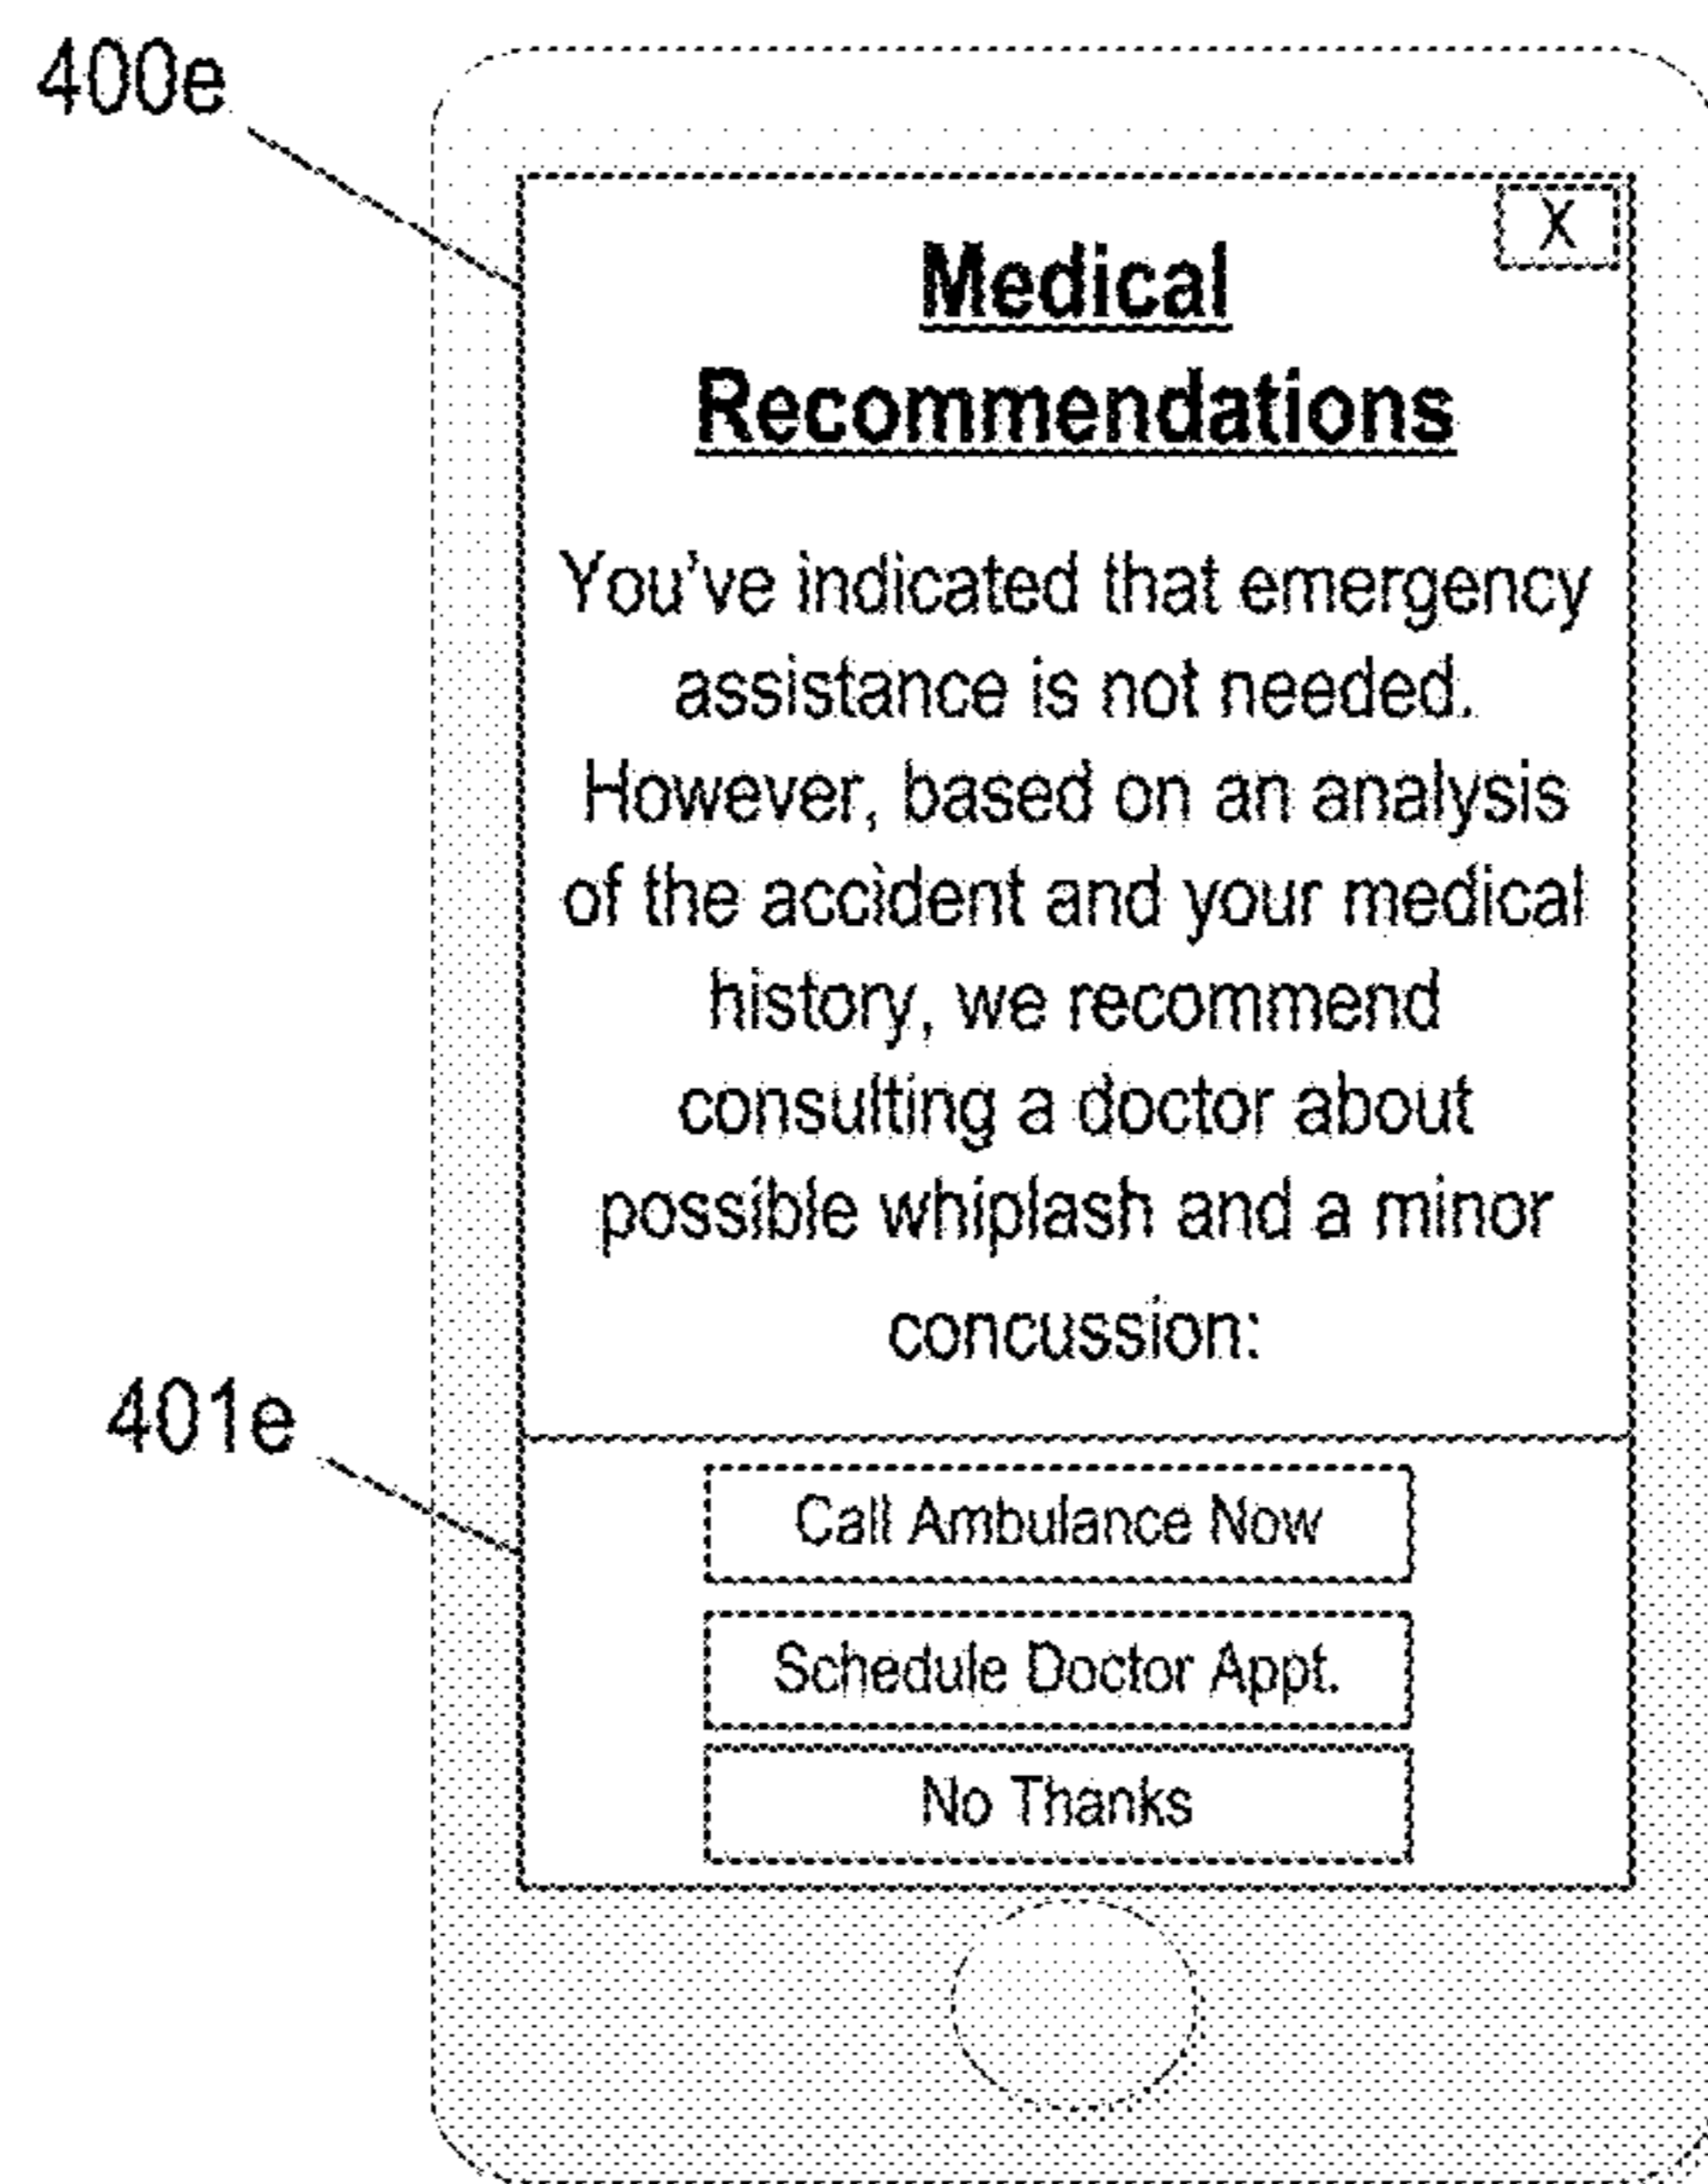 400e
X
Medical
Recommendations
You've indicated that emergency
assistance is not needed.
However, based on an analysis
of the accident and your medical
history, we recommend
consulting a doctor about
possible whiplash and a minor
concussion:
401e
Call Ambulance Now
Schedule Doctor Appt.
No Thanks